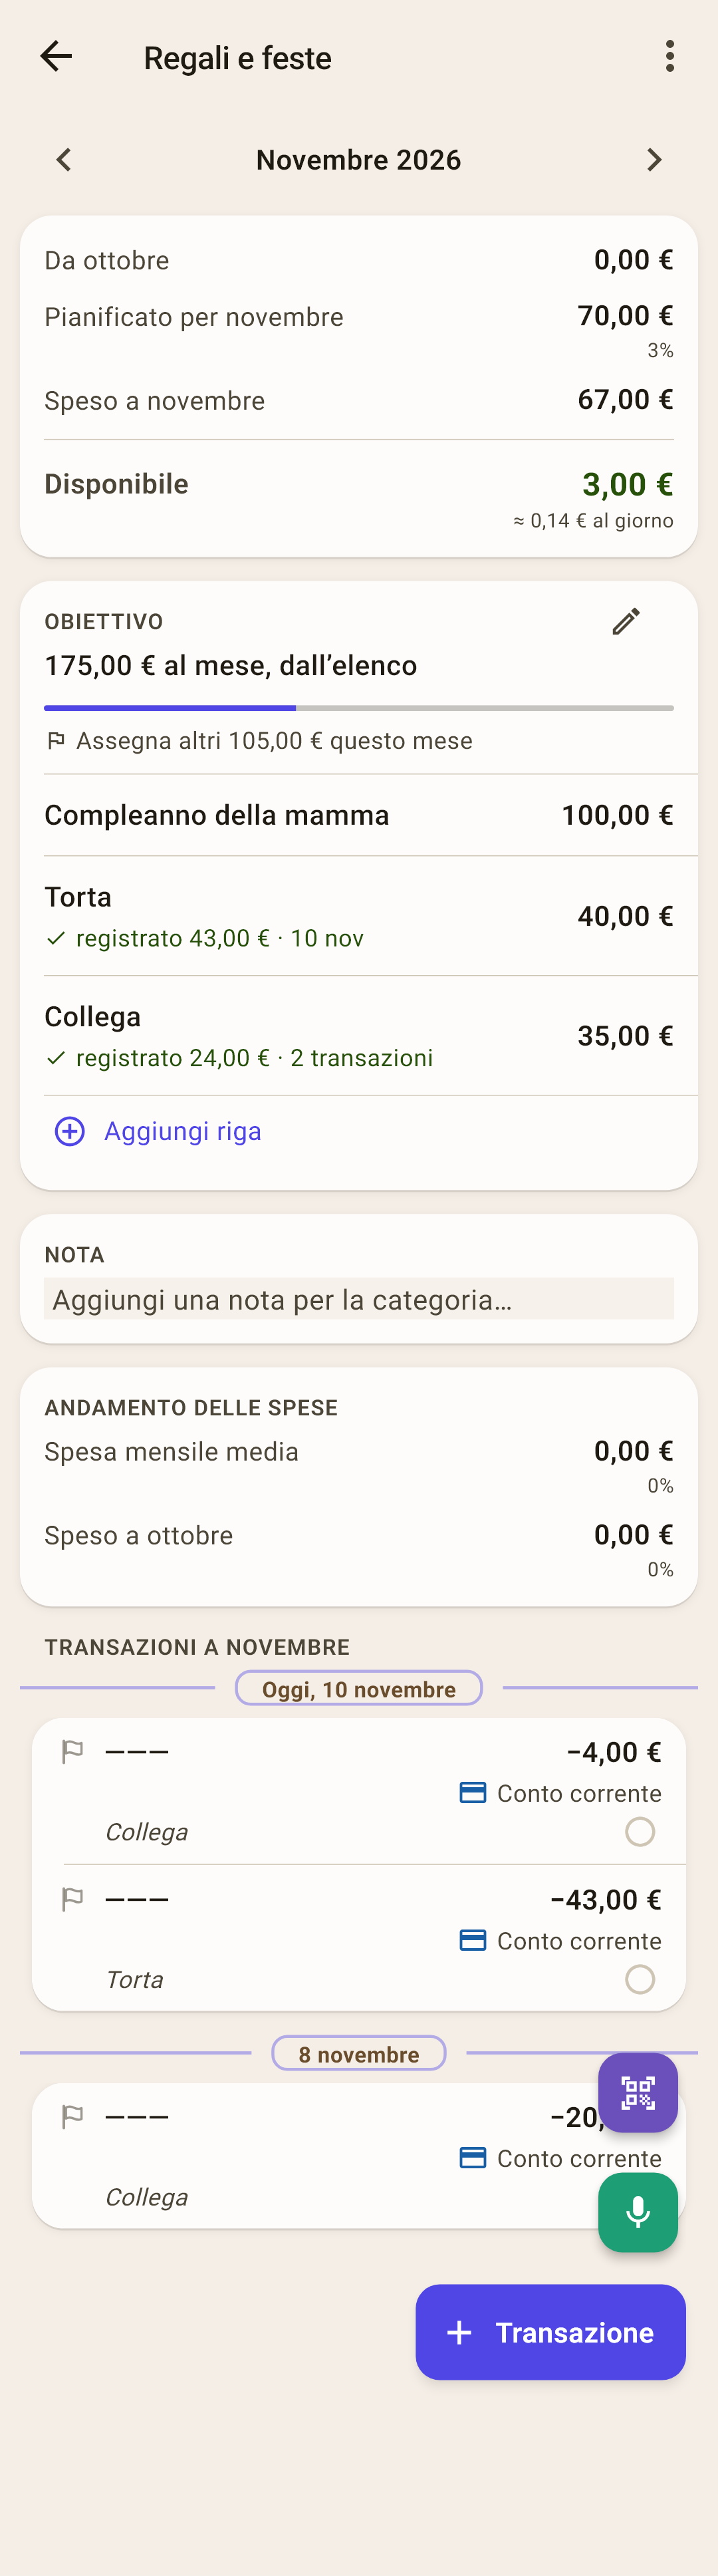 Regali e feste
Novembre 2026
Da ottobre 0,00 €
Pianificato per novembre 70,00 €
3%
Speso a novembre 67,00 €
Disponibile 3,00 €
≈ 0,14 € al giorno
OBIETTIVO
175,00 € al mese, dall’elenco
Assegna altri 105,00 € questo mese
Compleanno della mamma 100,00 €
Torta 40,00 €
registrato 43,00 € · 10 nov
Collega 35,00 €
registrato 24,00 € · 2 transazioni
Aggiungi riga
NOTA
Aggiungi una nota per la categoria…
ANDAMENTO DELLE SPESE
Spesa mensile media 0,00 €
0%
Speso a ottobre 0,00 €
0%
TRANSAZIONI A NOVEMBRE
Oggi, 10 novembre
——— −4,00 €
Conto corrente
Collega
——— −43,00 €
Conto corrente
Torta
8 novembre
——— −20,
Conto corrente
Collega
Transazione